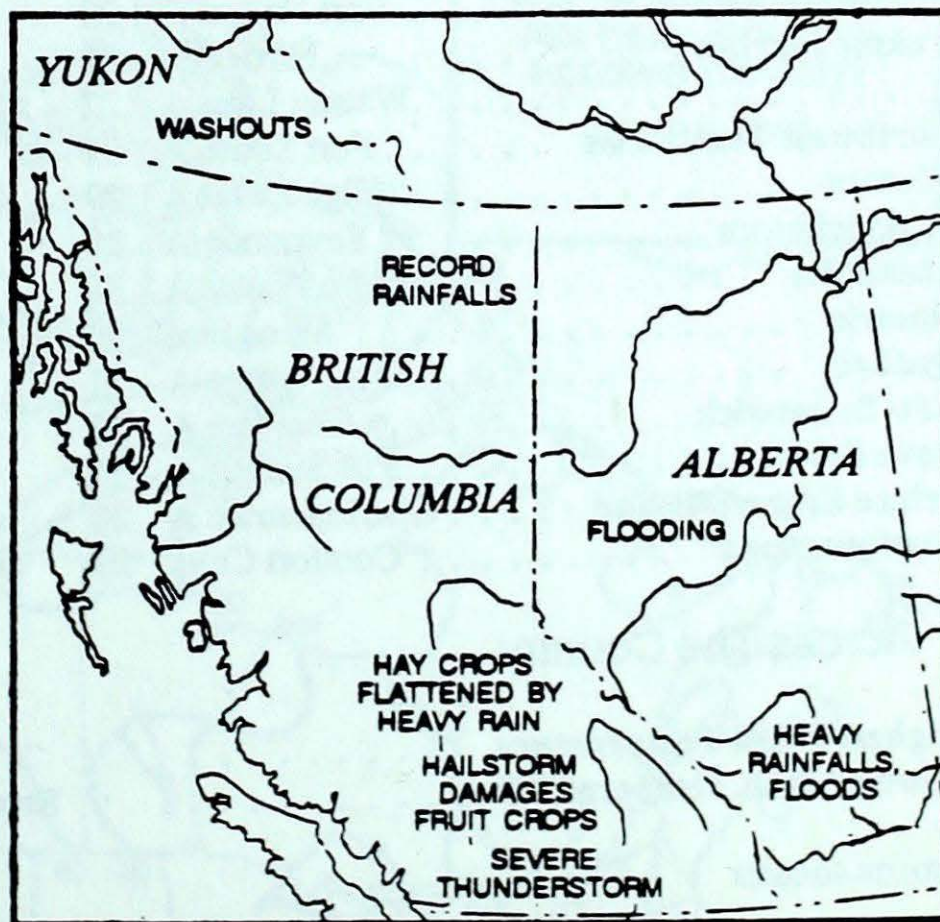 YUKON
WASHOUTS
RECORD
RAINFALLS
BRITISH
COLUMBIA
ALBERTA
FLOODING
HAY CROPS
FLATTENED BY
HEAVY RAIN
HAILSTORM
DAMAGES
FRUIT CROPS
SEVERE
THUNDERSTORM
HEAVY
RAINFALLS,
FLOODS